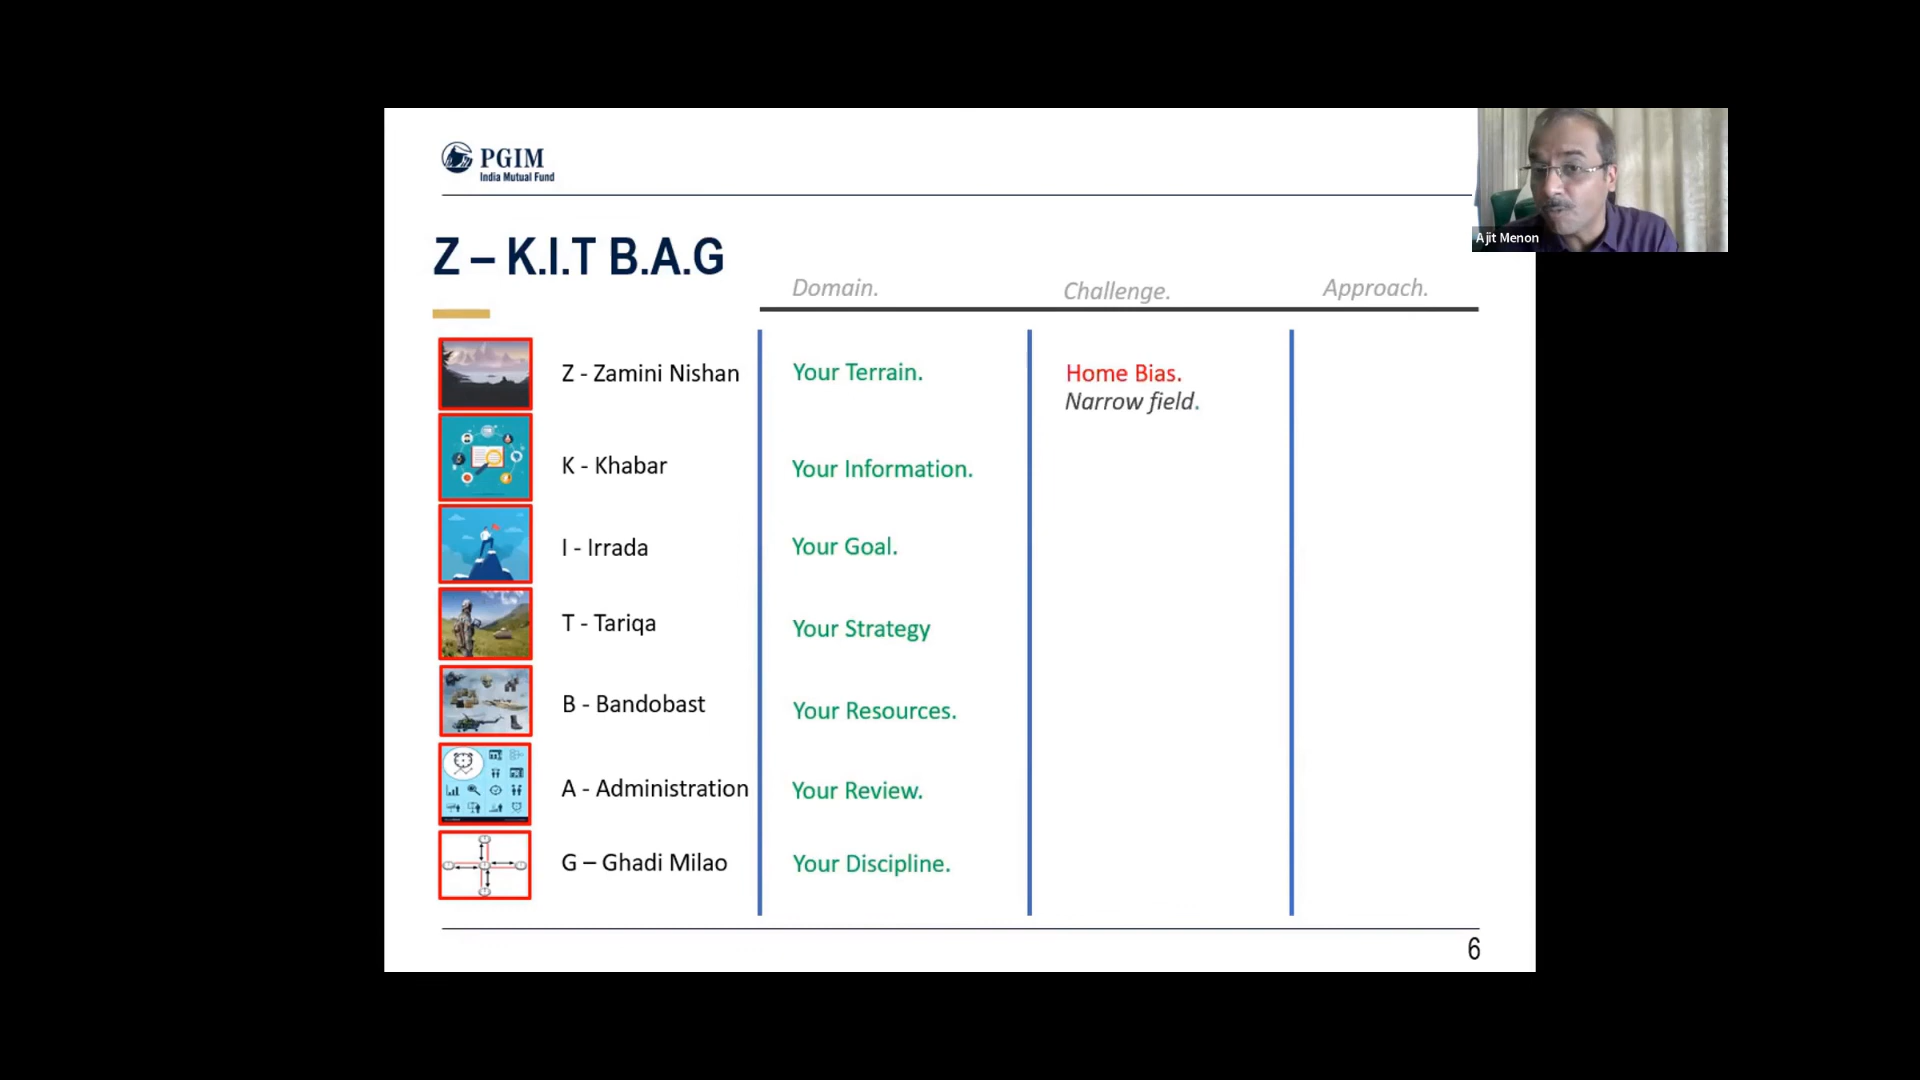 PGIM
India Mutual Fund
Ajit Menon
Z – K.I.T B.A.G
Domain.
Challenge.
Approach.
Z - Zamini Nishan
Your Terrain.
Home Bias.
Narrow field.
K - Khabar
Your Information.
I - Irrada
Your Goal.
T - Tariqa
Your Strategy
B - Bandobast
Your Resources.
A - Administration
Your Review.
G – Ghadi Milao
Your Discipline.
6